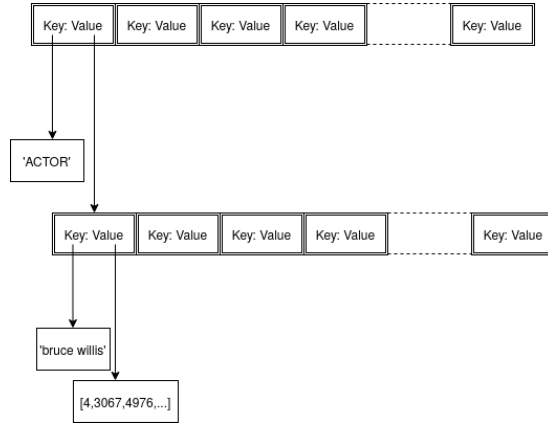 Key: Value Key: Value Key: Value Key: Value Key: Value
'ACTOR'
Key: Value Key: Value Key: Value Key: Value Key: Value
'bruce willis'
[4,3067,4976,...]